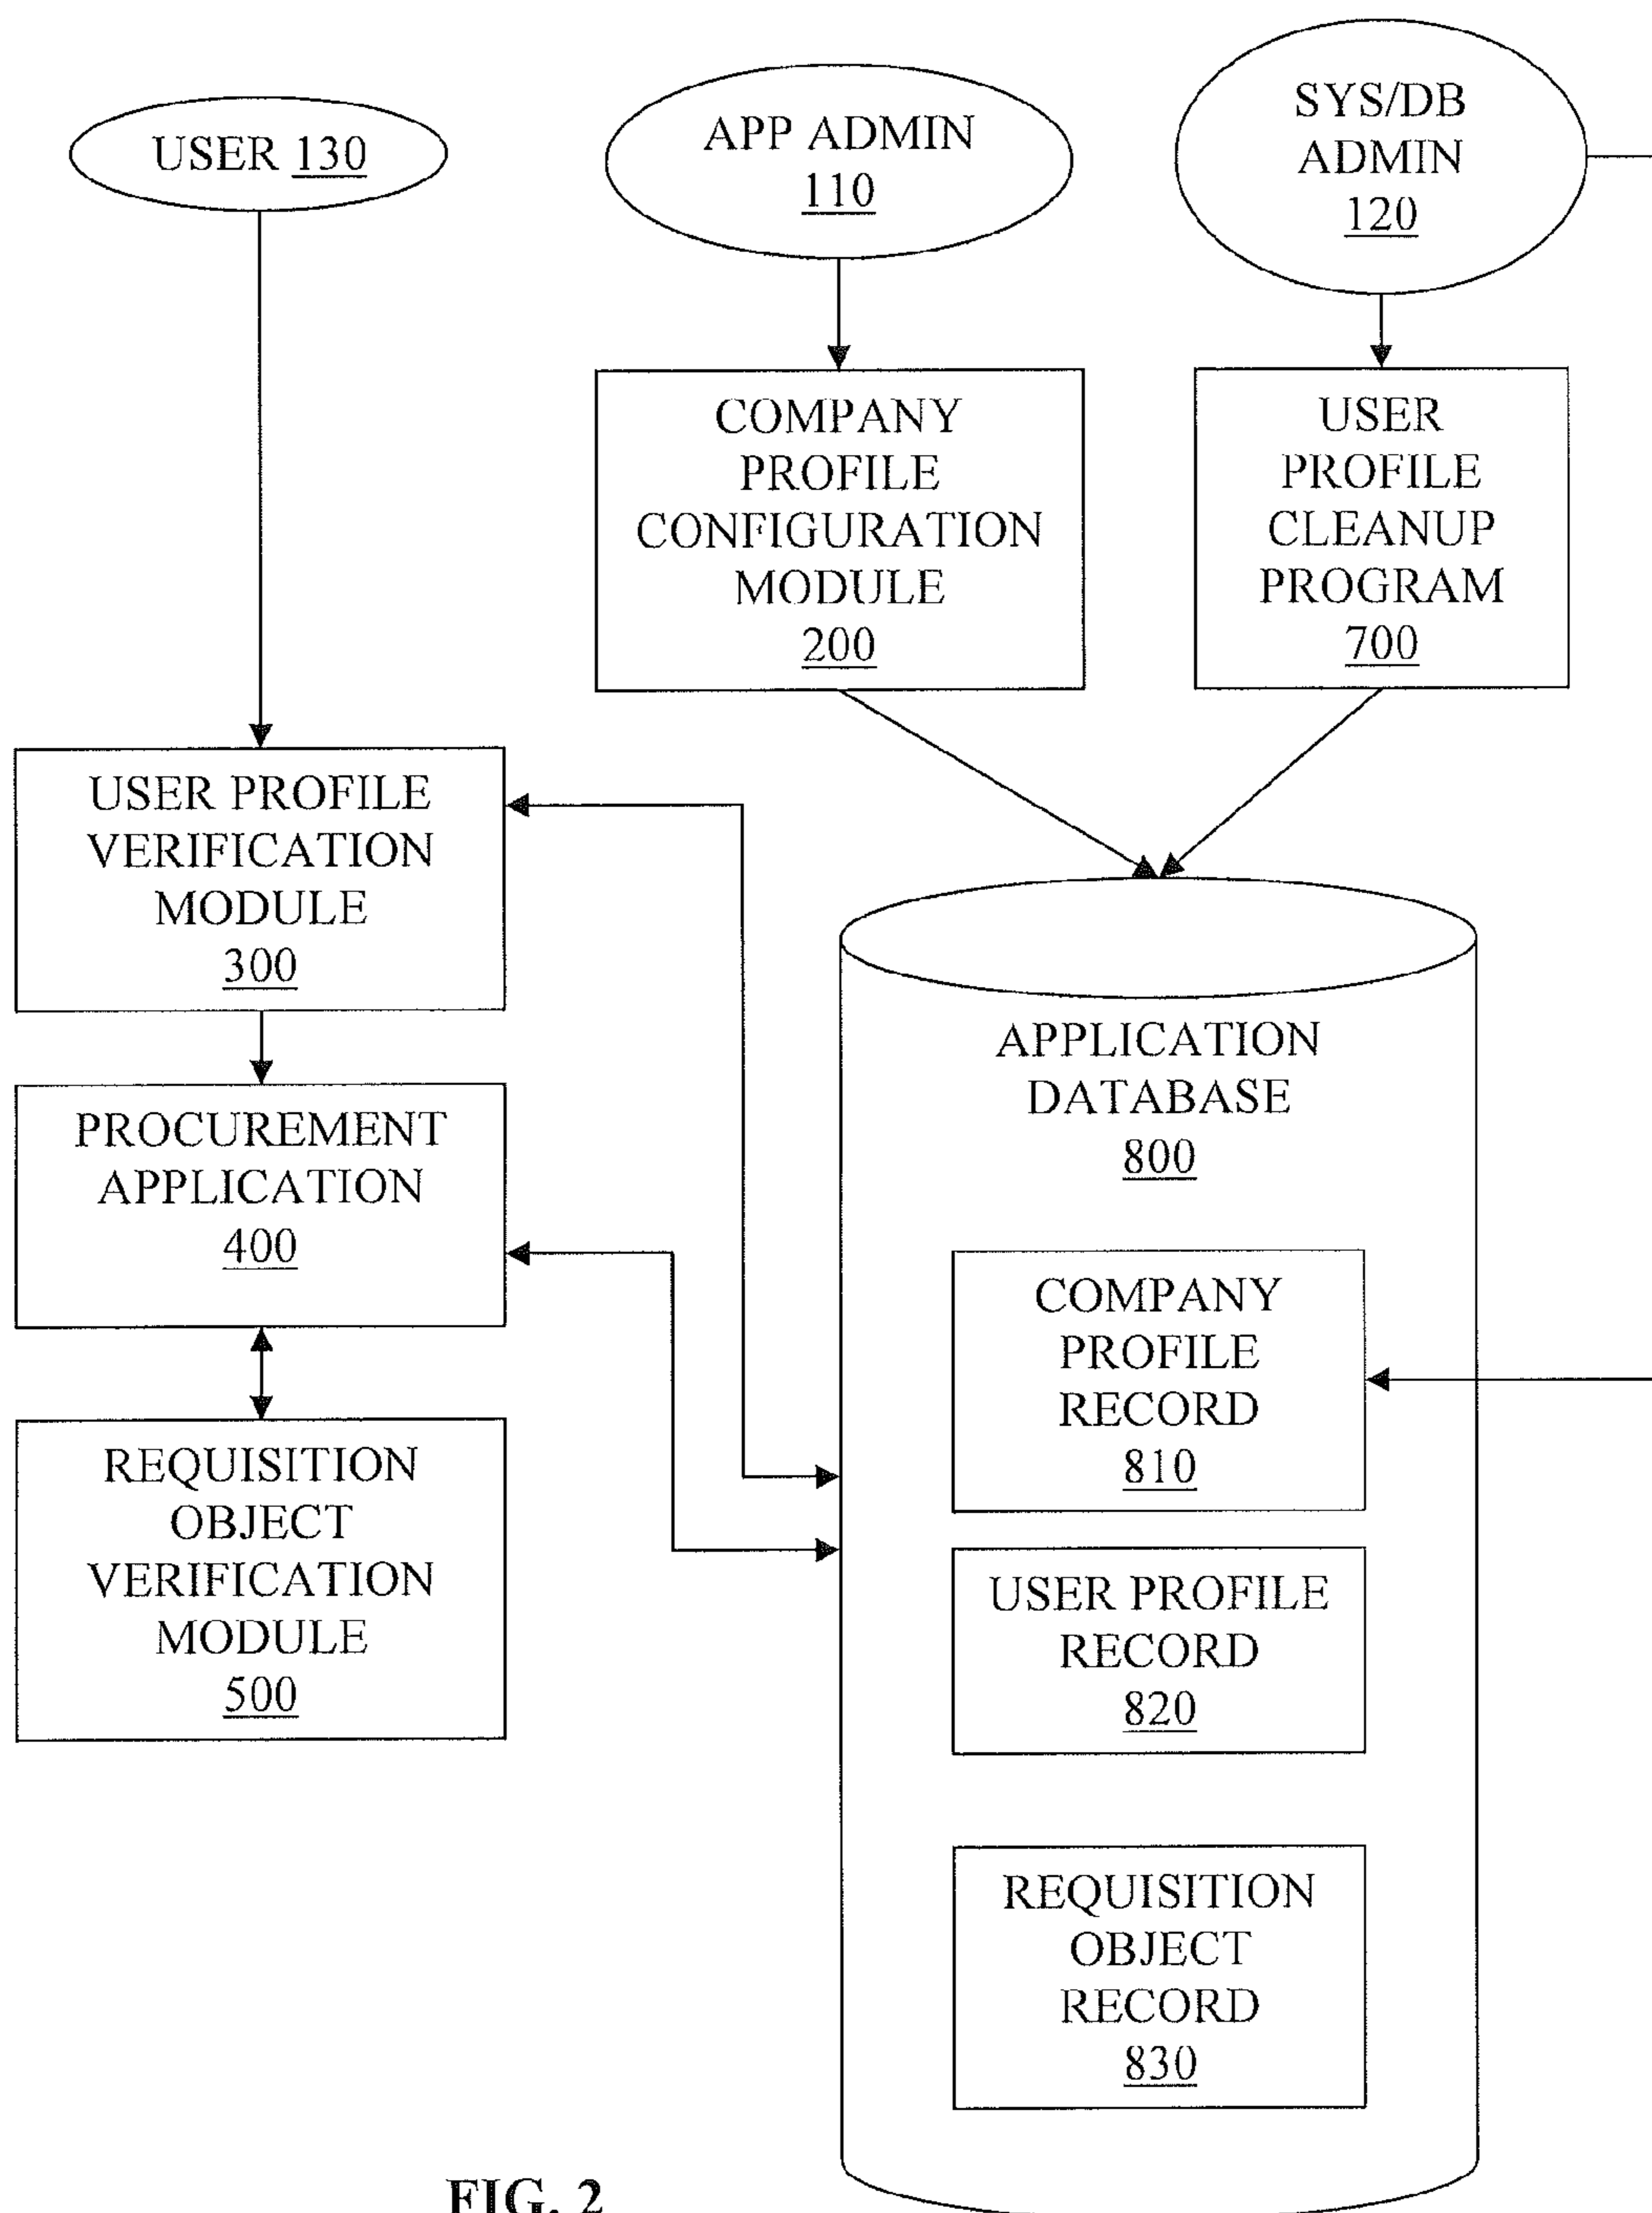 USER 130
APP ADMIN
110
SYS/DB
ADMIN
120
COMPANY
PROFILE
CONFIGURATION
MODULE
200
USER
PROFILE
CLEANUP
PROGRAM
700
USER PROFILE
VERIFICATION
MODULE
300
PROCUREMENT
APPLICATION
400
REQUISITION
OBJECT
VERIFICATION
MODULE
500
APPLICATION
DATABASE
800
COMPANY
PROFILE
RECORD
810
USER PROFILE
RECORD
820
REQUISITION
OBJECT
RECORD
830
FIG. 2